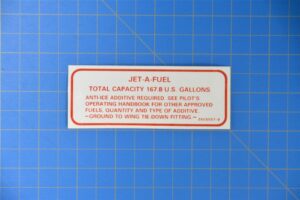 JET-A-FUEL
TOTAL CAPACITY 167.8 U.S. GALLONS
ANTI-ICE ADDITIVE REQUIRED. SEE PILOT'S
OPERATING HANDBOOK FOR OTHER APPROVED
FUELS, QUANTITY AND TYPE OF ADDITIVE.
—GROUND TO WING TIE-DOWN FITTING—